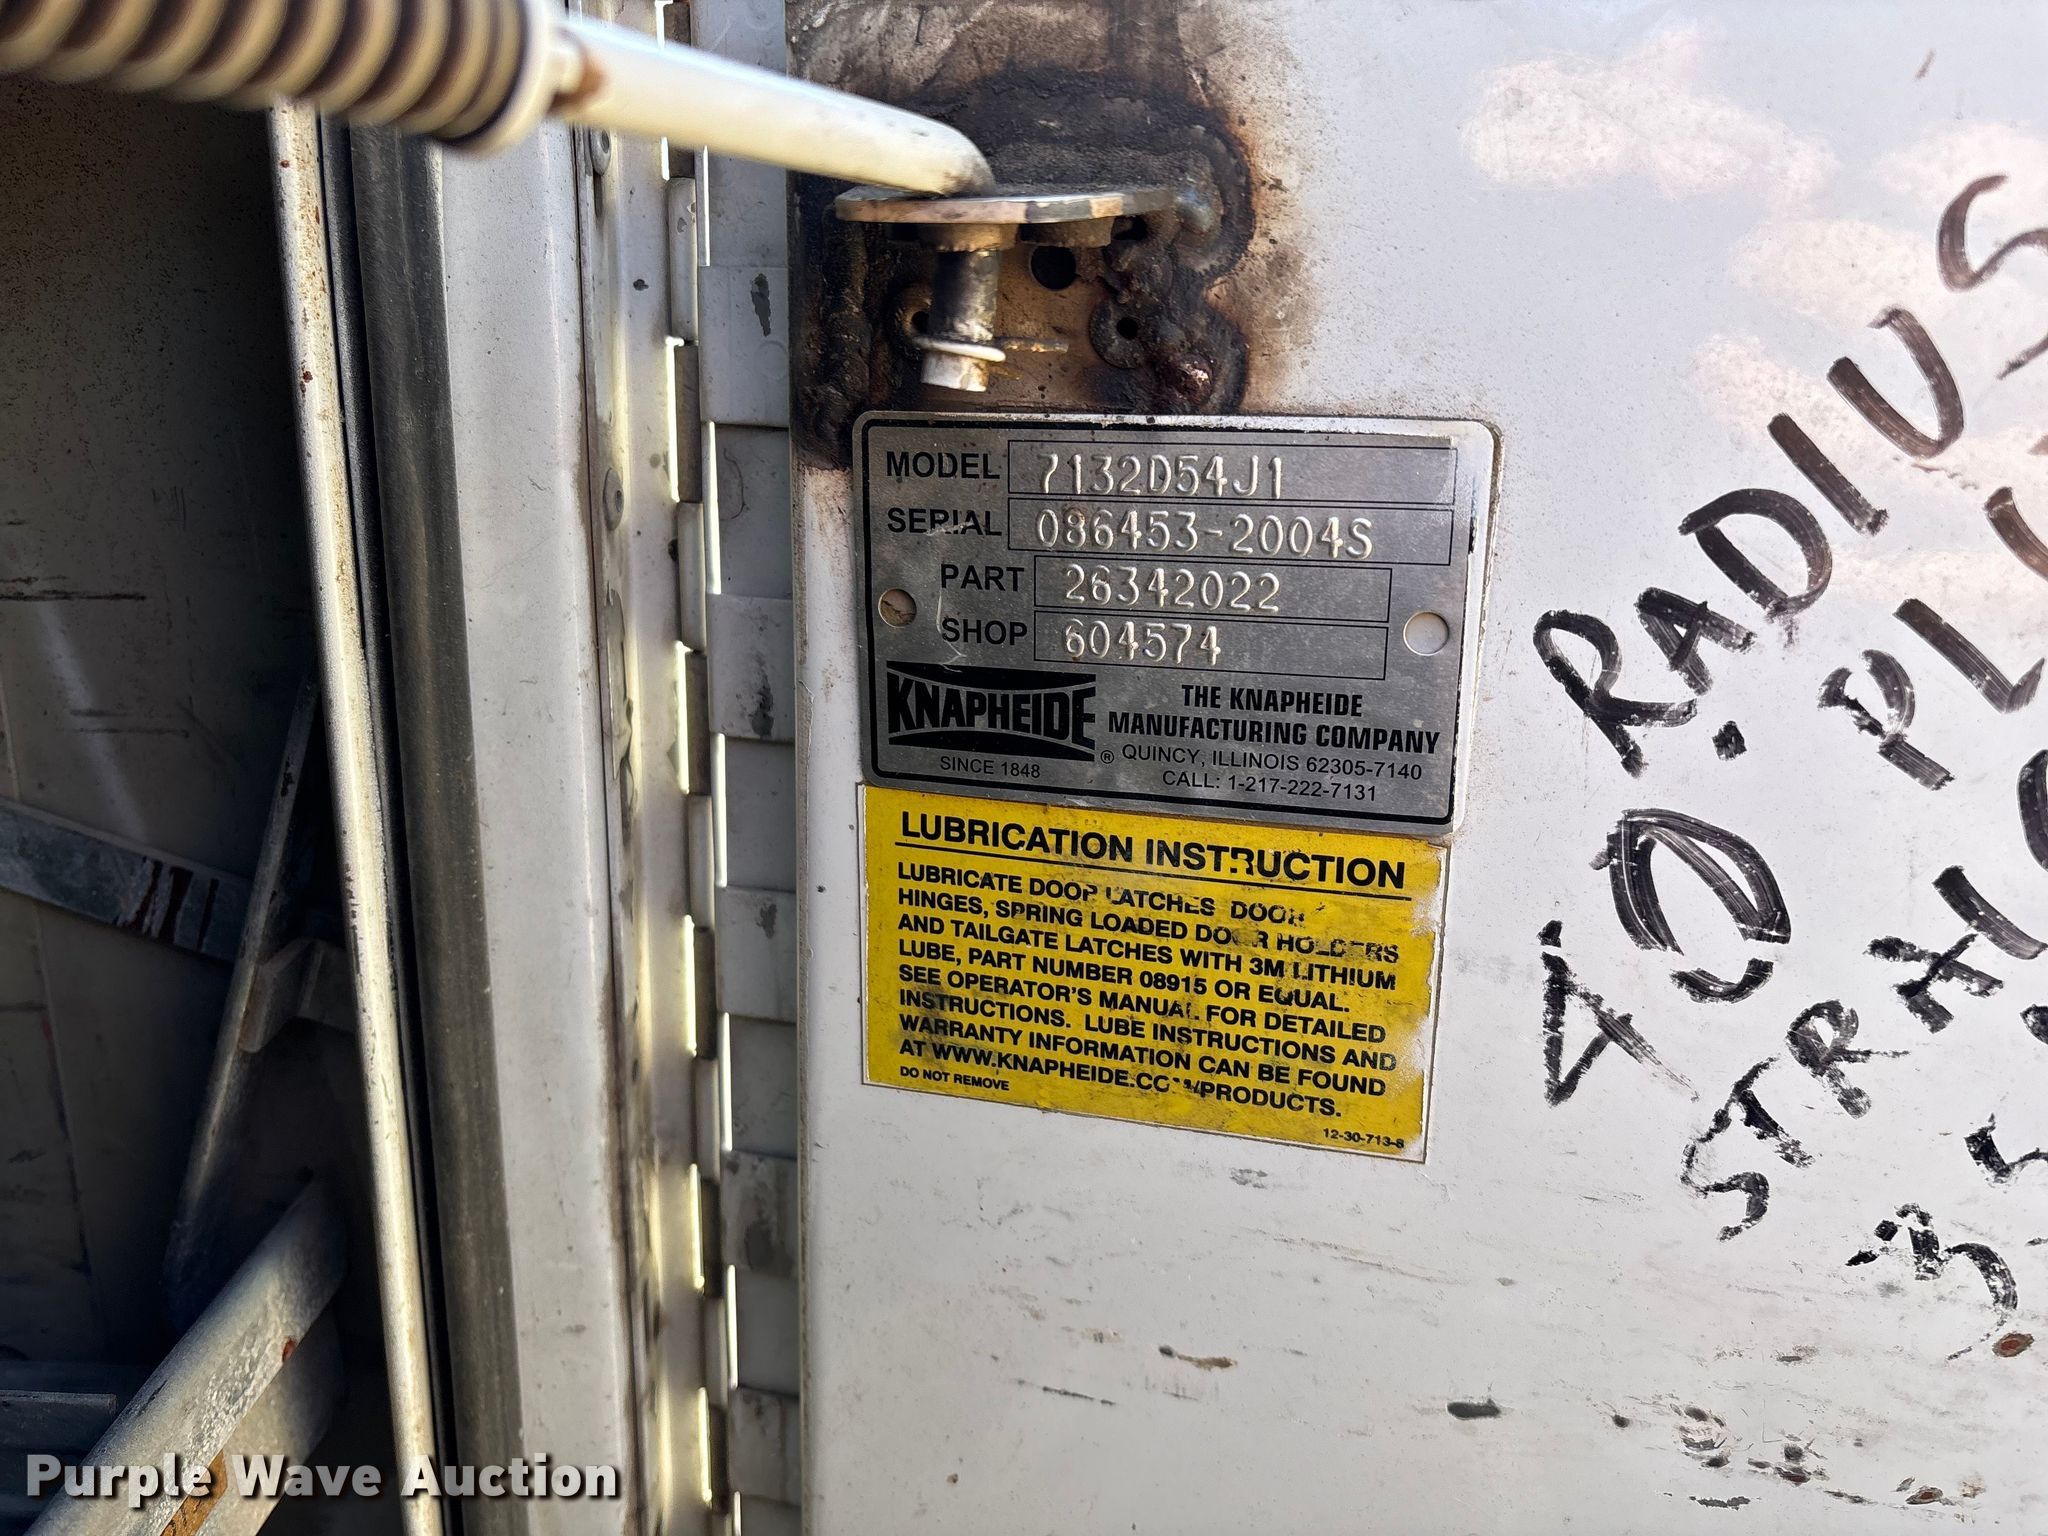 MODEL 7132D54J1
SERIAL 086453-2004S
PART 26342022
SHOP 604574
KNAPHEIDE ®
SINCE 1848
THE KNAPHEIDE
MANUFACTURING COMPANY
QUINCY, ILLINOIS 62305-7140
CALL: 1-217-222-7131
LUBRICATION INSTRUCTION
LUBRICATE DOOR LATCHES DOOR
HINGES, SPRING LOADED DOOR HOLDERS
AND TAILGATE LATCHES WITH 3M LITHIUM
LUBE, PART NUMBER 08915 OR EQUAL.
SEE OPERATOR'S MANUAL FOR DETAILED
INSTRUCTIONS. LUBE INSTRUCTIONS AND
WARRANTY INFORMATION CAN BE FOUND
AT WWW.KNAPHEIDE.COM/PRODUCTS.
DO NOT REMOVE
12-30-713-8
RADIUS
Purple Wave Auction